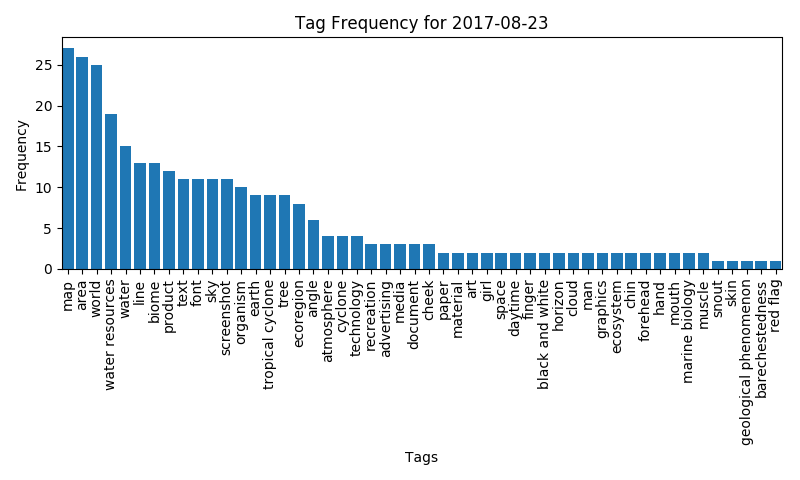 Tag Frequency for 2017-08-23
Frequency
25
20
15
10
5
0
map
area
world
water resources
water
line
biome
product
text
font
sky
screenshot
organism
earth
tropical cyclone
tree
ecoregion
angle
atmosphere
cyclone
technology
recreation
advertising
media
document
cheek
paper
material
art
girl
space
daytime
finger
black and white
horizon
cloud
man
graphics
ecosystem
chin
forehead
hand
mouth
marine biology
muscle
snout
skin
geological phenomenon
barechestedness
red flag
Tags